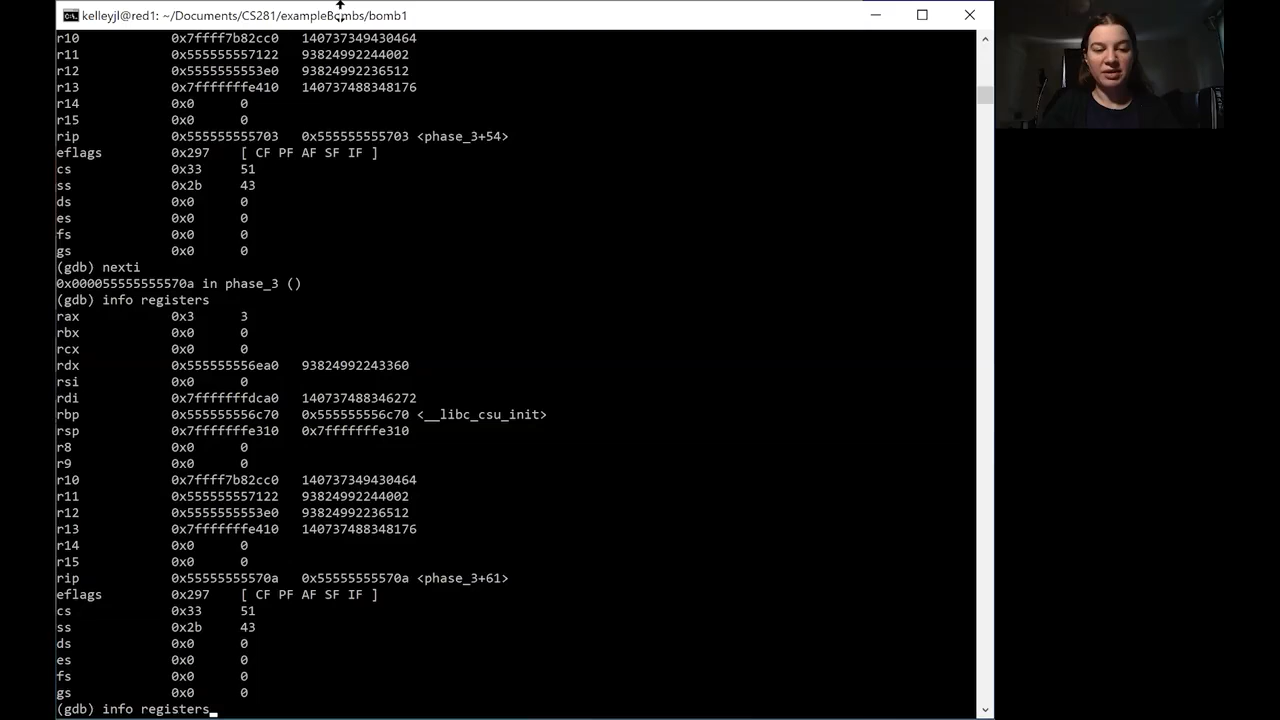 kelleyjl@red1: ~/Documents/CS281/exampleBombs/bomb1
r10 0x7ffff7b82cc0 140737349430464
r11 0x555555557122 93824992244002
r12 0x5555555553e0 93824992236512
r13 0x7fffffffe410 140737488348176
r14 0x0 0
r15 0x0 0
rip 0x555555555703 0x555555555703 <phase_3+54>
eflags 0x297 [ CF PF AF SF IF ]
cs 0x33 51
ss 0x2b 43
ds 0x0 0
es 0x0 0
fs 0x0 0
gs 0x0 0
(gdb) nexti
0x000055555555570a in phase_3 ()
(gdb) info registers
rax 0x3 3
rbx 0x0 0
rcx 0x0 0
rdx 0x555555556ea0 93824992243360
rsi 0x0 0
rdi 0x7fffffffdca0 140737488346272
rbp 0x555555556c70 0x555555556c70 <__libc_csu_init>
rsp 0x7fffffffe310 0x7fffffffe310
r8 0x0 0
r9 0x0 0
r10 0x7ffff7b82cc0 140737349430464
r11 0x555555557122 93824992244002
r12 0x5555555553e0 93824992236512
r13 0x7fffffffe410 140737488348176
r14 0x0 0
r15 0x0 0
rip 0x55555555570a 0x55555555570a <phase_3+61>
eflags 0x297 [ CF PF AF SF IF ]
cs 0x33 51
ss 0x2b 43
ds 0x0 0
es 0x0 0
fs 0x0 0
gs 0x0 0
(gdb) info registers